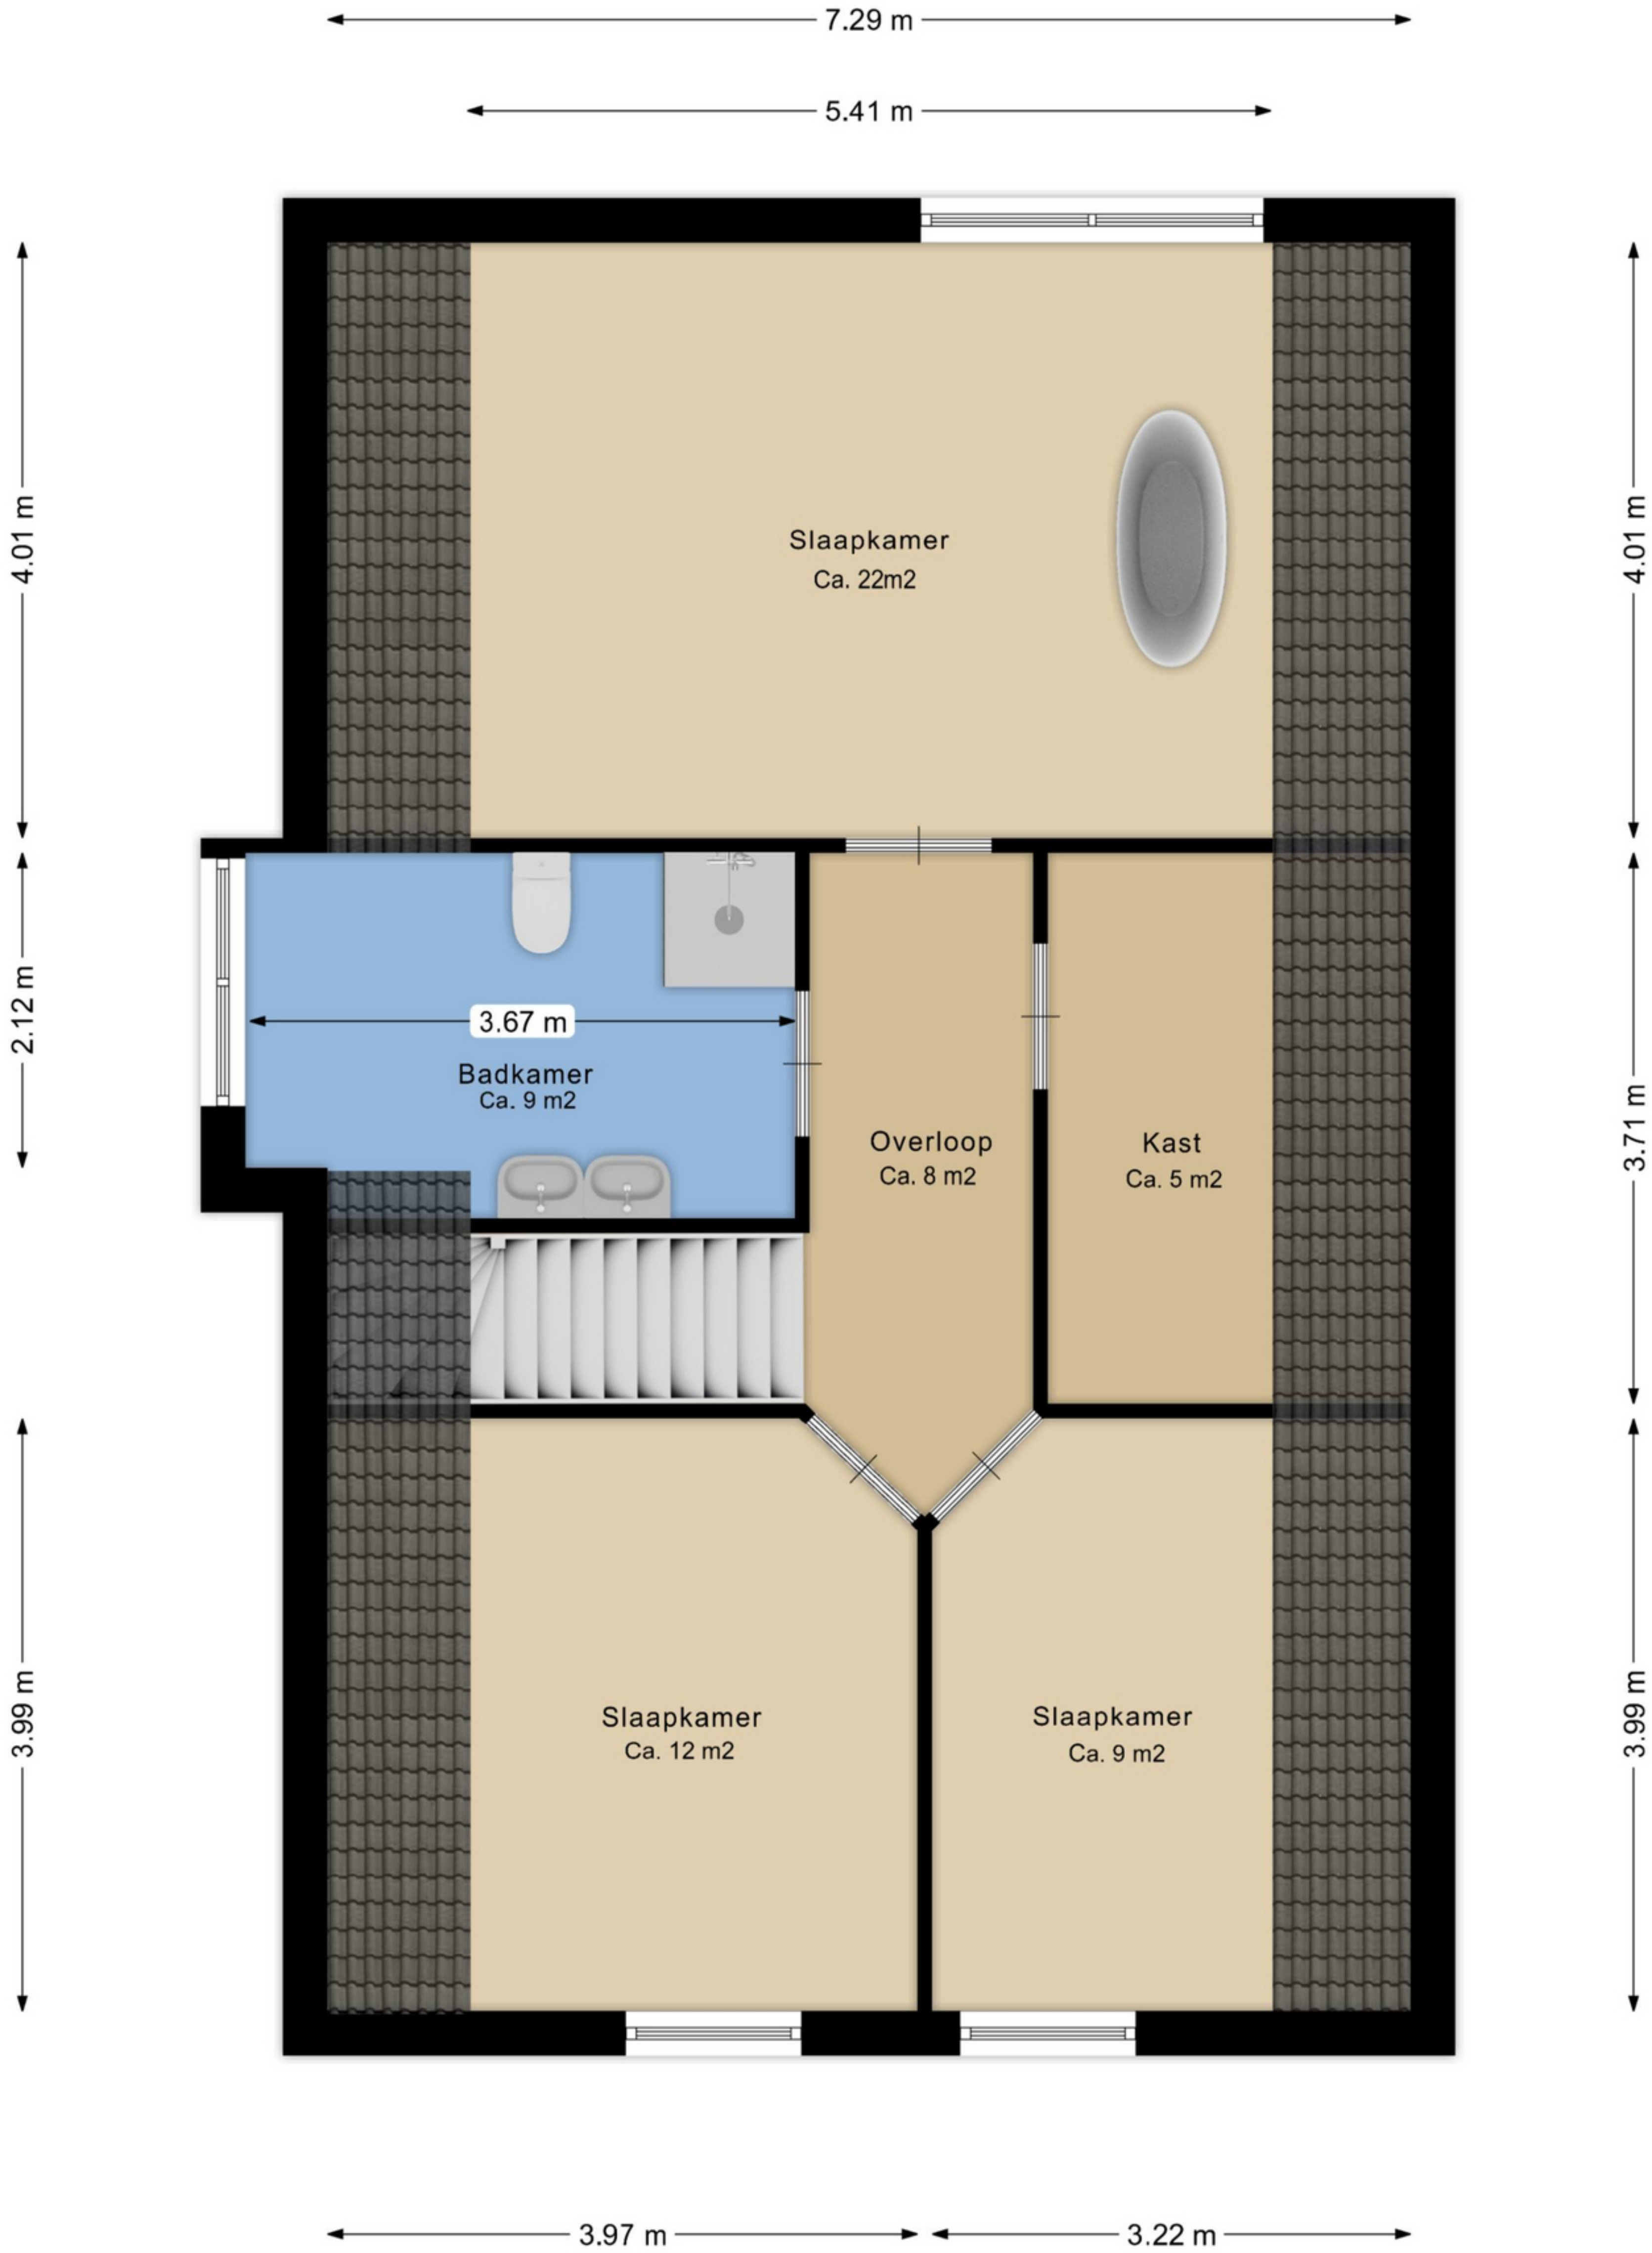 7.29 m
5.41 m
4.01 m
4.01 m
Slaapkamer
Ca. 22m2
2.12 m
3.67 m
Badkamer
Ca. 9 m2
Overloop
Ca. 8 m2
Kast
Ca. 5 m2
3.71 m
3.99 m
Slaapkamer
Ca. 12 m2
Slaapkamer
Ca. 9 m2
3.99 m
3.97 m
3.22 m